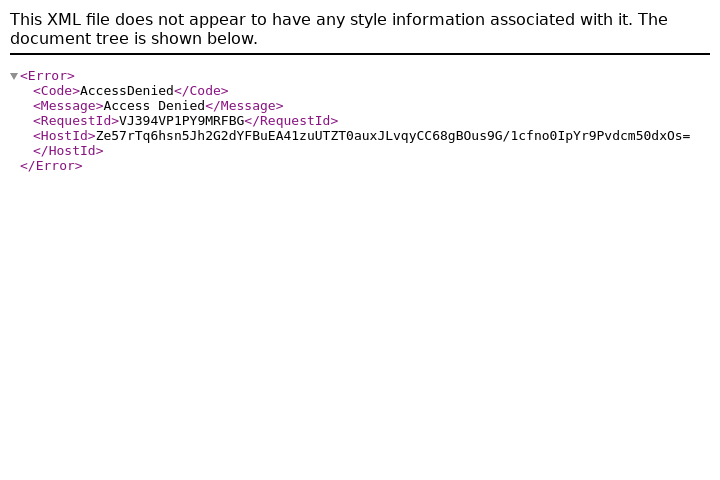 This XML file does not appear to have any style information associated with it. The
document tree is shown below.
<Error>
<Code>AccessDenied</Code>
<Message>Access Denied</Message>
<RequestId>VJ394VP1PY9MRFBG</RequestId>
<HostId>Ze57rTq6hsn5Jh2G2dYFBuEA41zuUTZT0auxJLvqyCC68gBOus9G/1cfno0IpYr9Pvdcm50dxOs=
</HostId>
</Error>